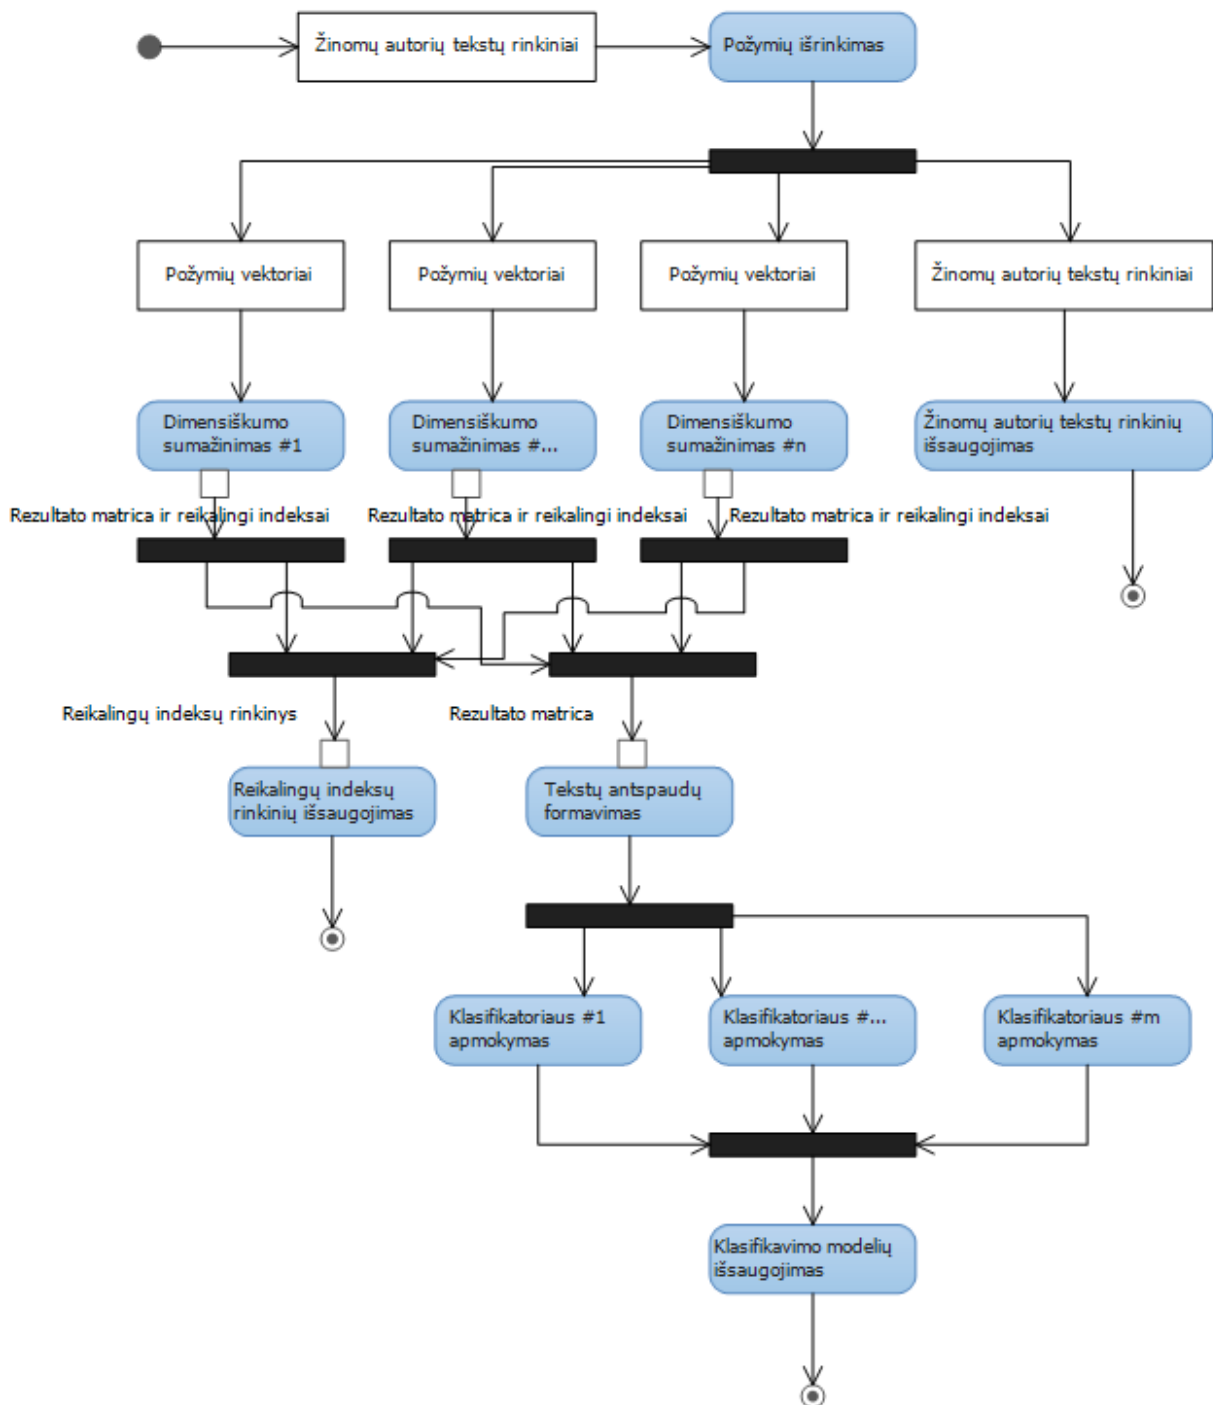 Žinomų autorių tekstų rinkiniai
Požymių išrinkimas
Požymių vektoriai
Požymių vektoriai
Požymių vektoriai
Žinomų autorių tekstų rinkiniai
Dimensiškumo
sumažinimas #1
Dimensiškumo
sumažinimas #...
Dimensiškumo
sumažinimas #n
Žinomų autorių tekstų rinkinių
išsaugojimas
Rezultato matrica ir reikalingi indeksai
Rezultato matrica ir reikalingi indeksai
Rezultato matrica ir reikalingi indeksai
Reikalingų indeksų rinkinys
Rezultato matrica
Reikalingų indeksų
rinkinių išsaugojimas
Tekstų antspaudų
formavimas
Klasifikatoriaus #1
apmokymas
Klasifikatoriaus #...
apmokymas
Klasifikatoriaus #m
apmokymas
Klasifikavimo modelių
išsaugojimas